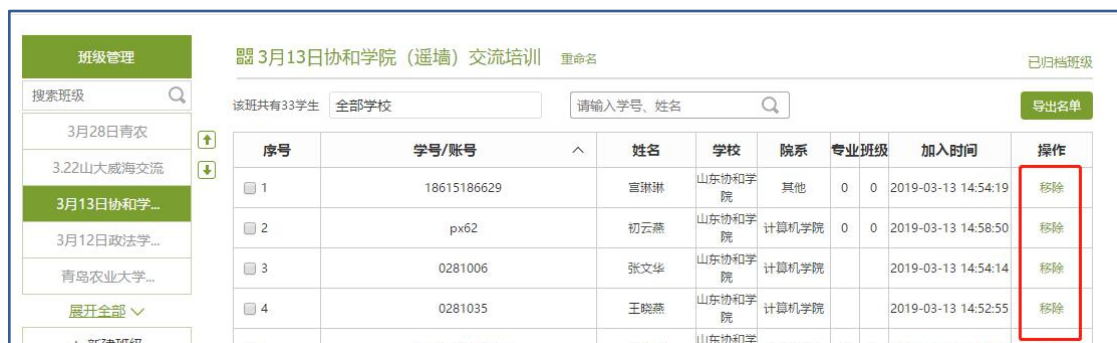 班级管理
搜索班级
3月28日青农
3.22山大威海交流
3月13日协和学...
3月12日政法学...
青岛农业大学...
展开全部
3月13日协和学院（遥墙）交流培训 重命名
已归档班级
该班共有33学生 全部学校 请输入学号、姓名 导出名单
序号 学号/账号 姓名 学校 院系 专业 班级 加入时间 操作
1 18615186629 宫琳琳 山东协和学院 其他 0 0 2019-03-13 14:54:19 移除
2 px62 初云燕 山东协和学院 计算机学院 0 0 2019-03-13 14:58:50 移除
3 0281006 张文华 山东协和学院 计算机学院 2019-03-13 14:54:14 移除
4 0281035 王晓燕 山东协和学院 计算机学院 2019-03-13 14:52:55 移除
山东协和学